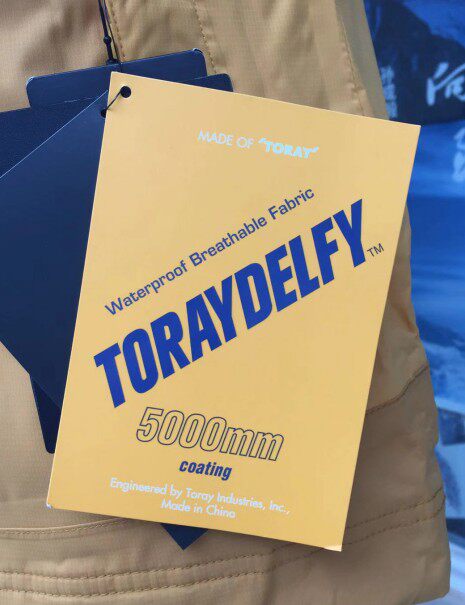 MADE OF "TORAY"
Waterproof Breathable Fabric
TORAYDELFY™
5000mm
coating
Engineered by Toray Industries, Inc.,
Made in China